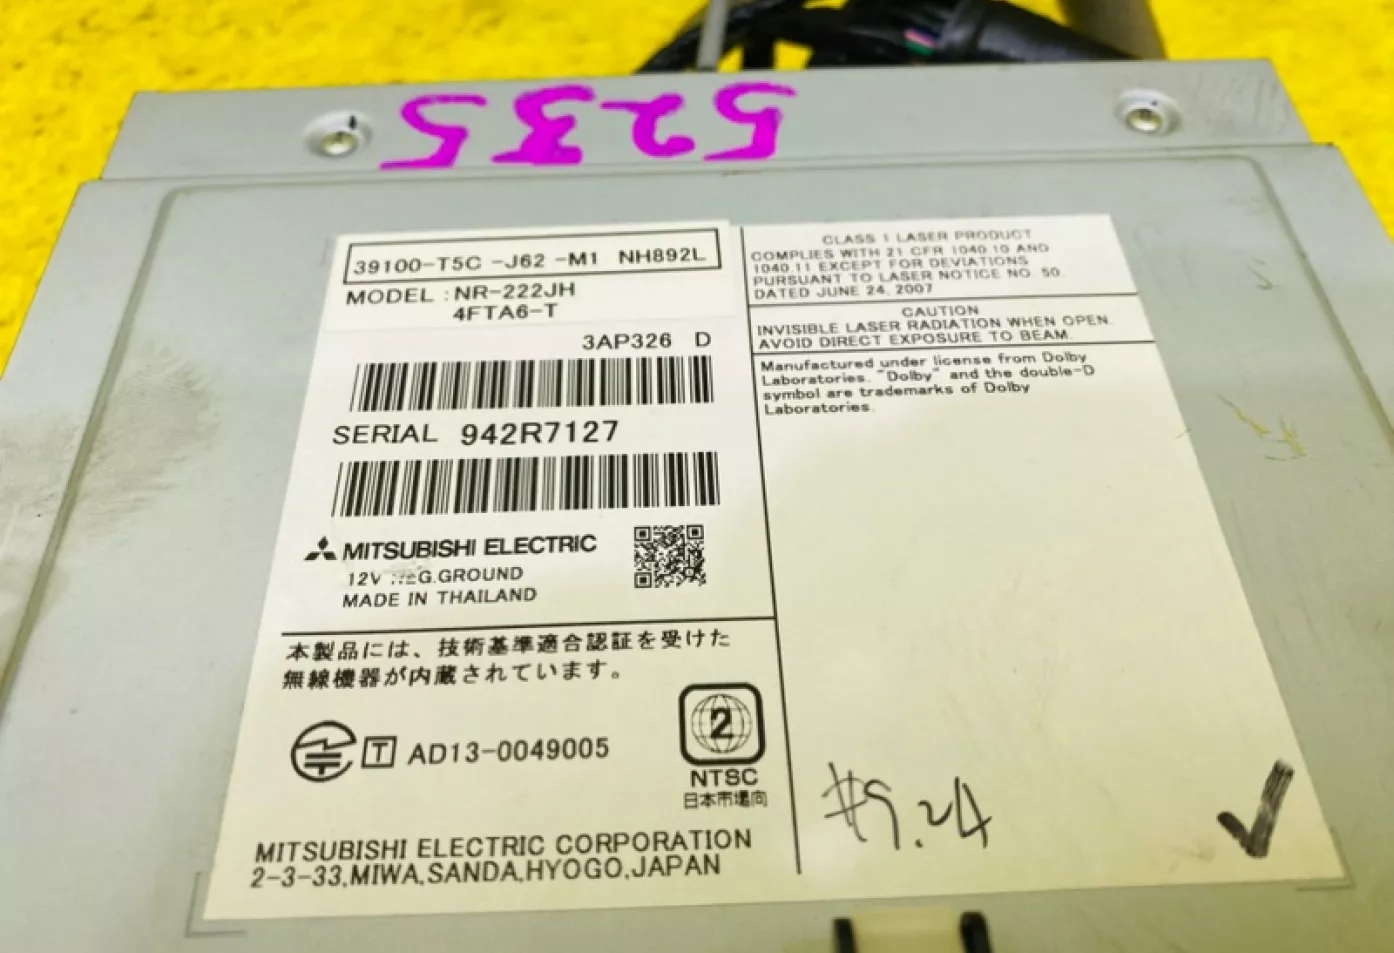 5235
39100-T5C -J62 -M1 NH892L
MODEL : NR-222JH
4FTA6-T
3AP326 D
SERIAL 942R7127
MITSUBISHI ELECTRIC
12V NEG.GROUND
MADE IN THAILAND
本製品には、技術基準適合認証を受けた
無線機器が内蔵されています。
T AD13-0049005
2
NTSC
日本市場向
MITSUBISHI ELECTRIC CORPORATION
2-3-33,MIWA,SANDA,HYOGO,JAPAN
CLASS 1 LASER PRODUCT
COMPLIES WITH 21 CFR 1040.10 AND
1040.11 EXCEPT FOR DEVIATIONS
PURSUANT TO LASER NOTICE NO. 50.
DATED JUNE 24, 2007
CAUTION
INVISIBLE LASER RADIATION WHEN OPEN.
AVOID DIRECT EXPOSURE TO BEAM.
Manufactured under license from Dolby
Laboratories. "Dolby" and the double-D
symbol are trademarks of Dolby
Laboratories.